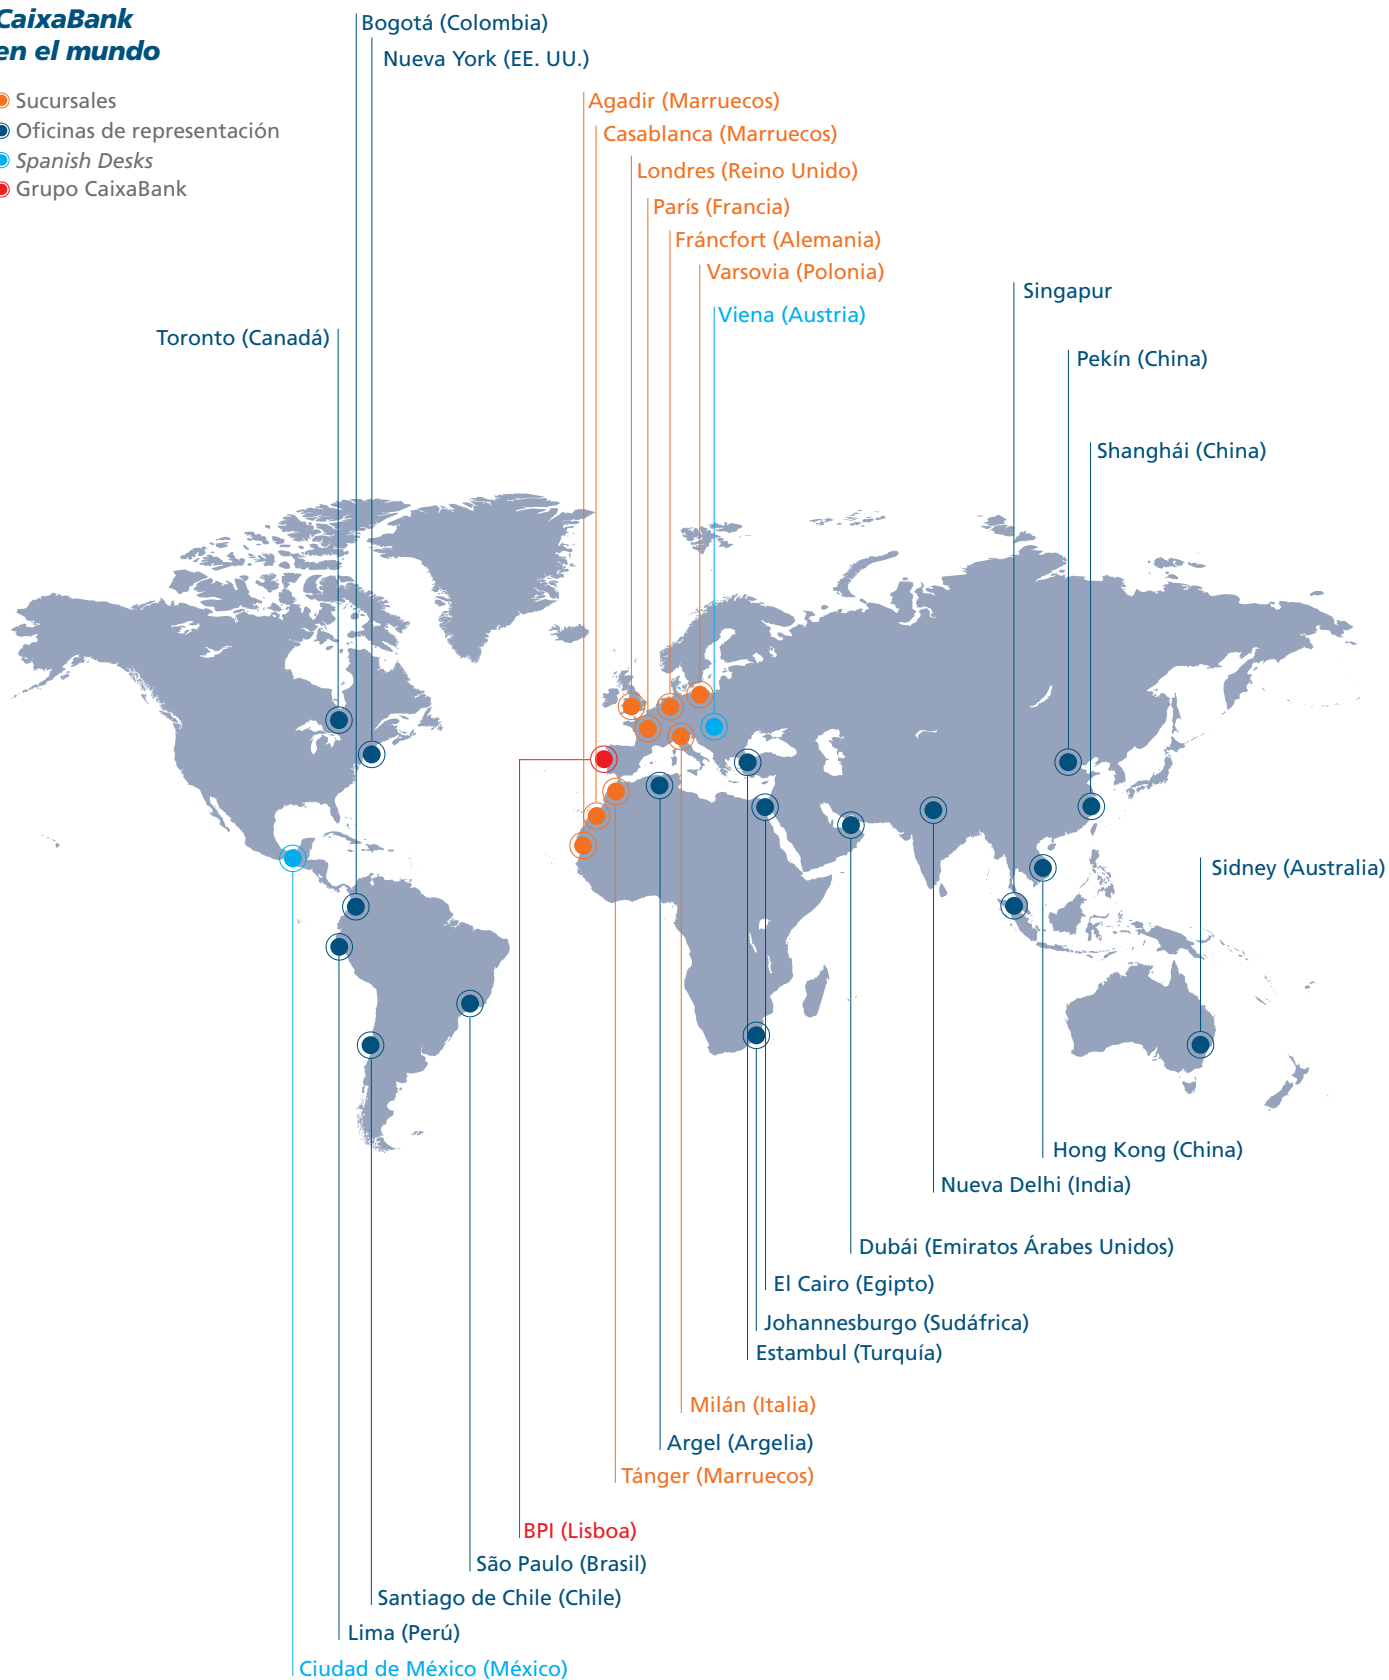 CaixaBank
en el mundo
Sucursales
Oficinas de representación
Spanish Desks
Grupo CaixaBank
Bogotá (Colombia)
Nueva York (EE. UU.)
Agadir (Marruecos)
Casablanca (Marruecos)
Londres (Reino Unido)
París (Francia)
Fráncfort (Alemania)
Varsovia (Polonia)
Viena (Austria)
Singapur
Toronto (Canadá)
Pekín (China)
Shanghái (China)
Sidney (Australia)
Hong Kong (China)
Nueva Delhi (India)
Dubái (Emiratos Árabes Unidos)
El Cairo (Egipto)
Johannesburgo (Sudáfrica)
Estambul (Turquía)
Milán (Italia)
Argel (Argelia)
Tánger (Marruecos)
BPI (Lisboa)
São Paulo (Brasil)
Santiago de Chile (Chile)
Lima (Perú)
Ciudad de México (México)